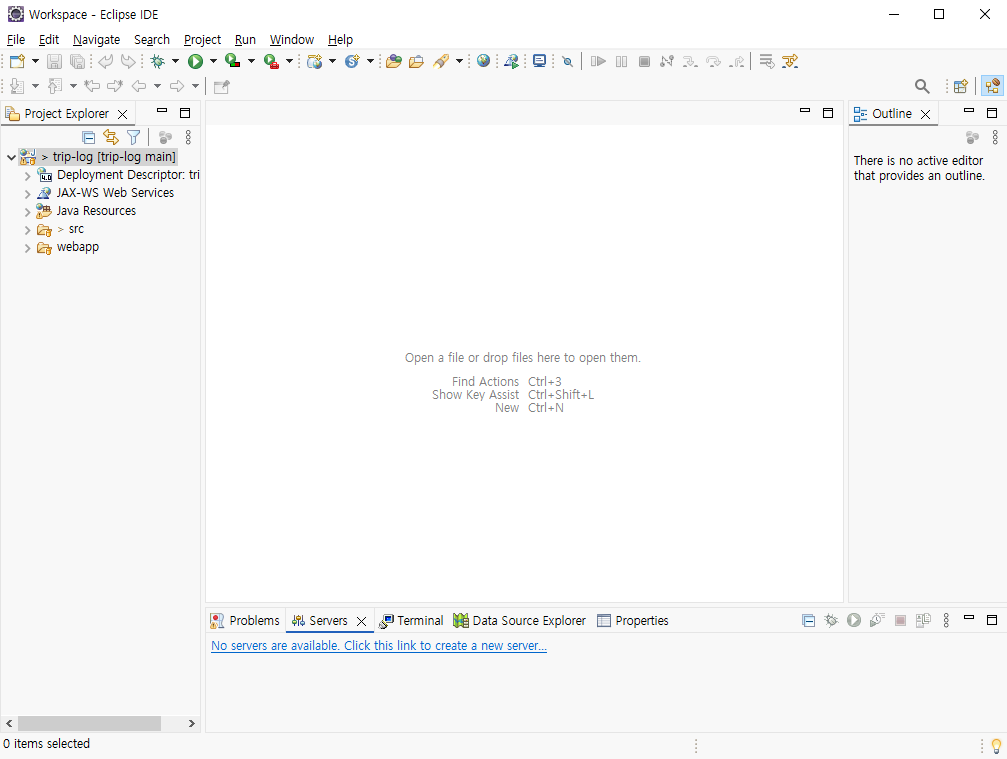 Workspace - Eclipse IDE
File Edit Navigate Search Project Run Window Help
Project Explorer
Outline
> trip-log [trip-log main]
Deployment Descriptor: tri
JAX-WS Web Services
Java Resources
> src
webapp
There is no active editor
that provides an outline.
Open a file or drop files here to open them.
Find Actions Ctrl+3
Show Key Assist Ctrl+Shift+L
New Ctrl+N
Problems Servers Terminal Data Source Explorer Properties
No servers are available. Click this link to create a new server...
0 items selected